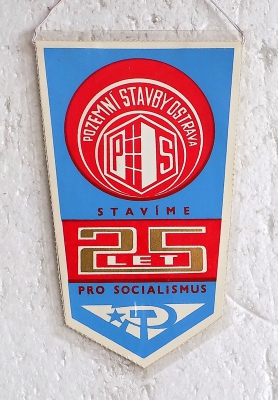 POZEMNÍ STAVBY OSTRAVA
PS
STAVÍME
25
LET
PRO SOCIALISMUS